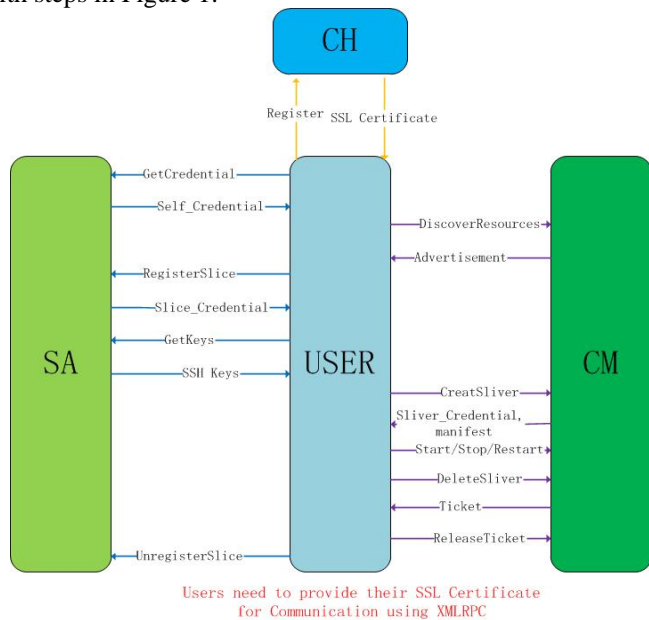 with steps in Figure 1.
CH
Register
SSL Certificate
GetCredential
Self_Credential
DiscoverResources
Advertisement
RegisterSlice
Slice_Credential
GetKeys
SSH Keys
SA
USER
CM
CreatSliver
Sliver_Credential,
manifest
Start/Stop/Restart
DeleteSliver
Ticket
ReleaseTicket
UnregisterSlice
Users need to provide their SSL Certificate
for Communication using XMLRPC